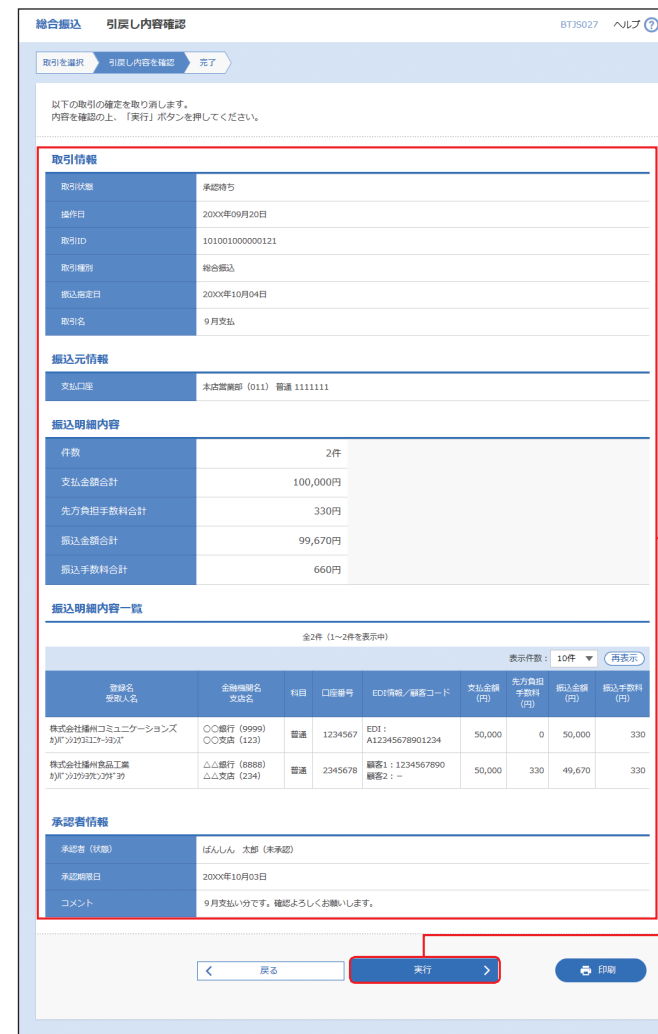 総合振込 引戻し内容確認 BTJS027 ヘルプ ?
取引を選択 引戻し内容を確認 完了
以下の取引の確定を取り消します。
内容を確認の上、「実行」ボタンを押してください。
取引情報
取引状態 承認待ち
操作日 20XX年09月20日
取引ID 101001000000121
取引種別 総合振込
振込指定日 20XX年10月04日
取引名 9月支払
振込元情報
支払口座 本店営業部（011） 普通 1111111
振込明細内容
件数 2件
支払金額合計 100,000円
先方負担手数料合計 330円
振込金額合計 99,670円
振込手数料合計 660円
振込明細内容一覧
全2件（1～2件を表示中）
表示件数： 10件 ▼ 再表示
登録名 受取人名 金融機関名 支店名 科目 口座番号 EDI情報／顧客コード 支払金額（円） 先方負担手数料（円） 振込金額（円） 振込手数料（円）
株式会社播州コミュニケーションズ ○○銀行（9999） 普通 1234567 EDI： 50,000 0 50,000 330
ｶ)ﾊﾞﾝｼﾕｳｺﾐﾕﾆｹ-ｼﾖﾝｽﾞ ○○支店（123） A12345678901234
株式会社播州食品工業 △△銀行（8888） 普通 2345678 顧客1：1234567890 50,000 330 49,670 330
ｶ)ﾊﾞﾝｼﾕｳｼﾖｸﾋﾝｺｳｷﾞﾖｳ △△支店（234） 顧客2：－
承認者情報
承認者（状態） ばんしん 太郎（未承認）
承認期限日 20XX年10月03日
コメント 9月支払い分です。確認よろしくお願いします。
戻る 実行 印刷